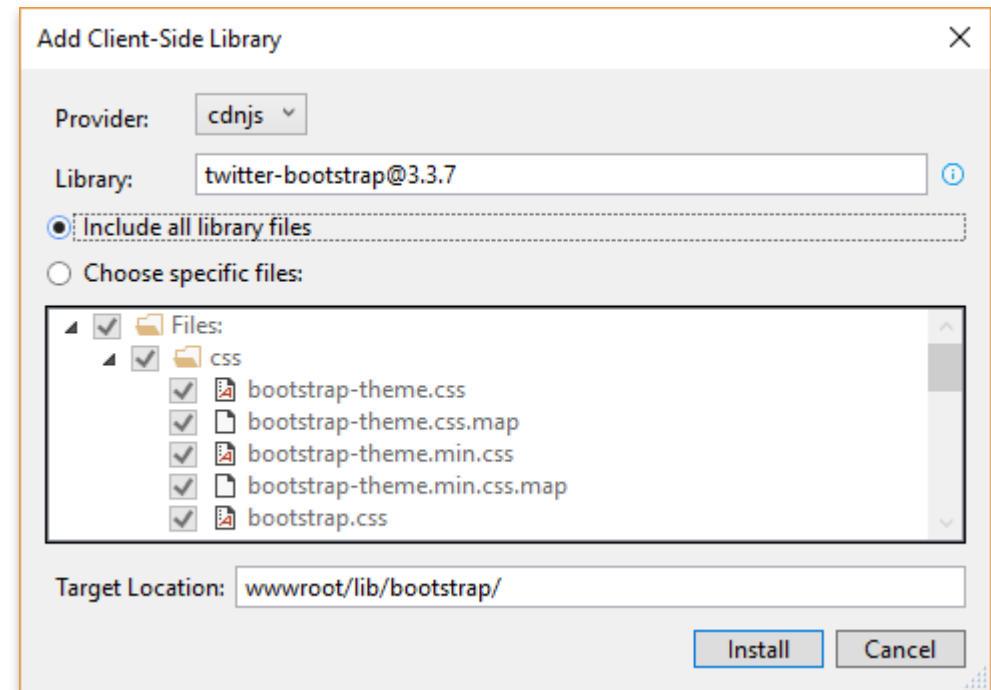 Add Client-Side Library
Provider: cdnjs
Library: twitter-bootstrap@3.3.7
Include all library files
Choose specific files:
Files:
css
bootstrap-theme.css
bootstrap-theme.css.map
bootstrap-theme.min.css
bootstrap-theme.min.css.map
bootstrap.css
Target Location: wwwroot/lib/bootstrap/
Install Cancel